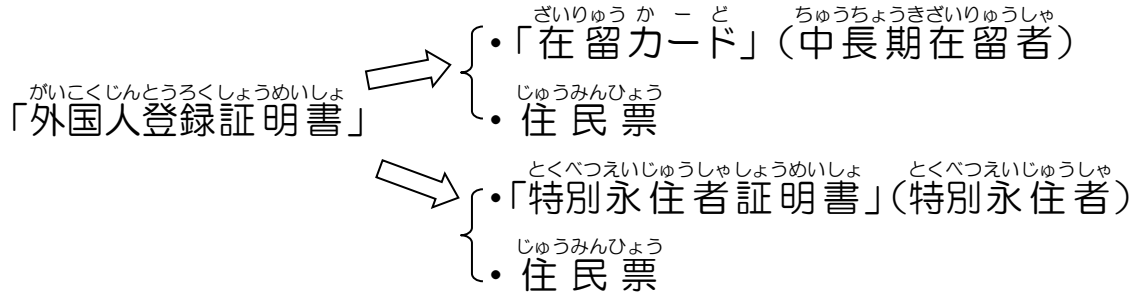 ざいりゅうかーど ちゅうちょうきざいりゅうしゃ
・「在留カード」（中長期在留者）
がいこくじんとうろくしょうめいしょ
「外国人登録証明書」
じゅうみんひょう
・住民票
とくべつえいじゅうしゃしょうめいしょ とくべつえいじゅうしゃ
・「特別永住者証明書」（特別永住者）
じゅうみんひょう
・住民票